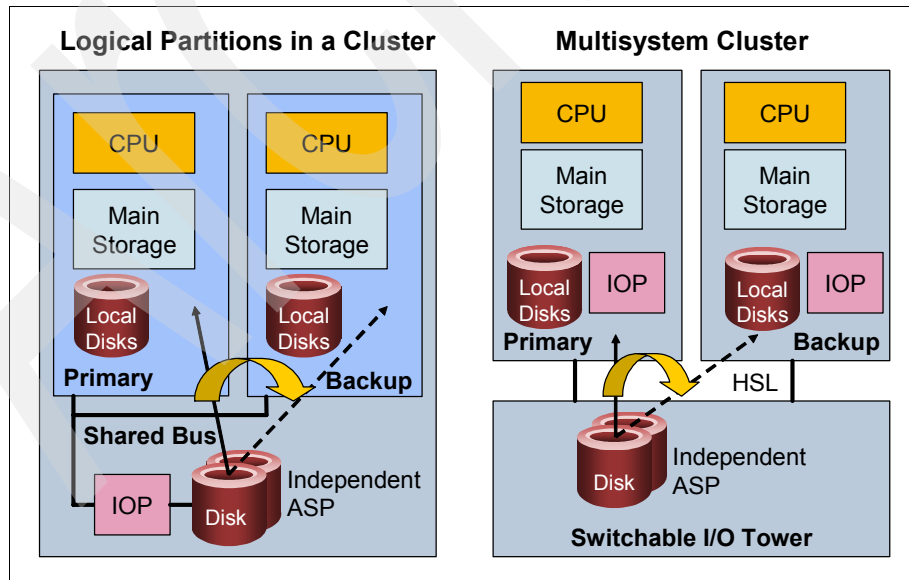 Logical Partitions in a Cluster
CPU
CPU
Main
Storage
Main
Storage
Local
Disks
Local
Disks
Primary
Backup
Shared Bus
IOP
Disk
Independent
ASP
Multisystem Cluster
CPU
CPU
Main
Storage
Main
Storage
Local
Disks
IOP
Local
Disks
IOP
Primary
Backup
HSL
Disk
Independent
ASP
Switchable I/O Tower